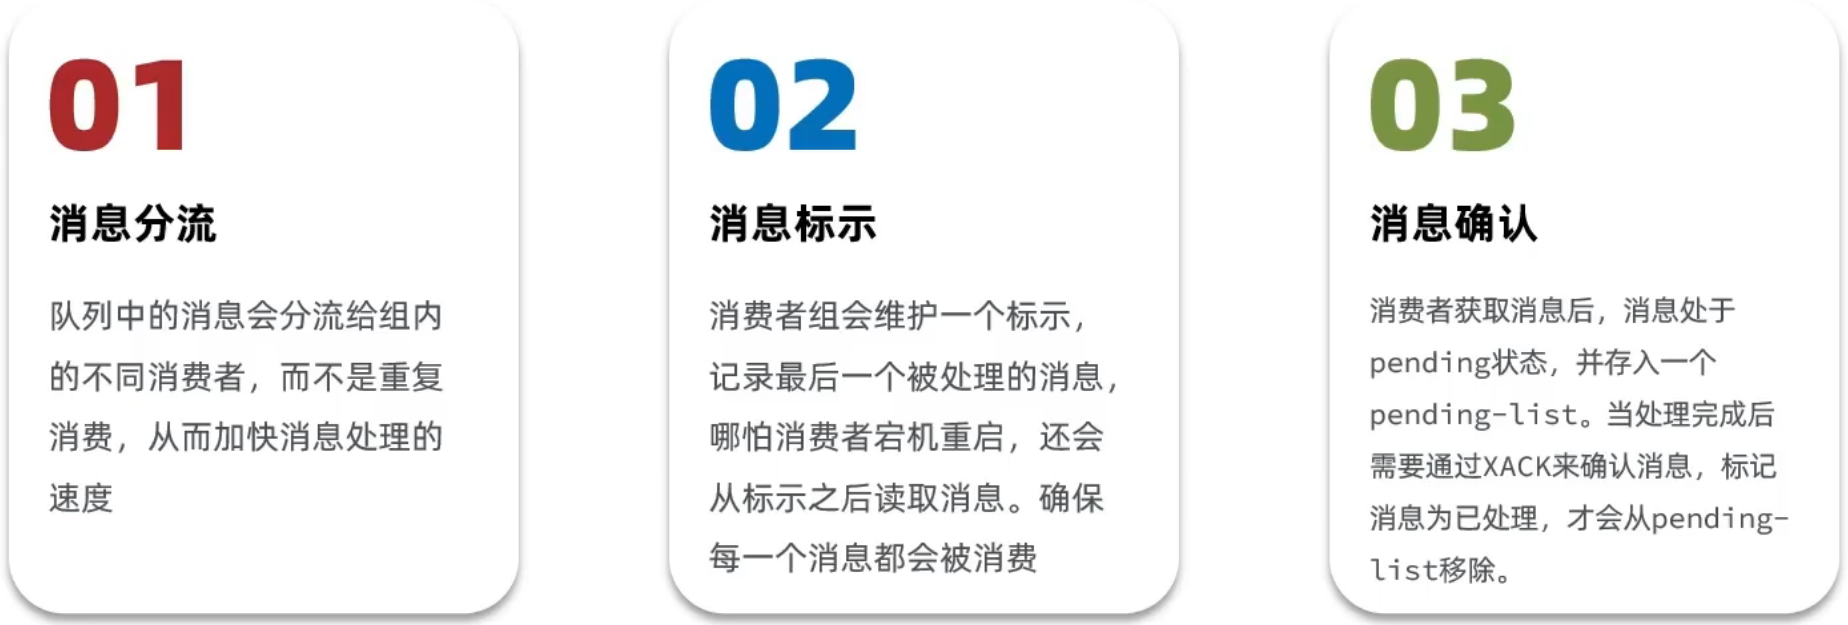 01
消息分流
队列中的消息会分流给组内
的不同消费者，而不是重复
消费，从而加快消息处理的
速度
02
消息标示
消费者组会维护一个标示，
记录最后一个被处理的消息，
哪怕消费者宕机重启，还会
从标示之后读取消息。确保
每一个消息都会被消费
03
消息确认
消费者获取消息后，消息处于
pending状态，并存入一个
pending-list。当处理完成后
需要通过XACK来确认消息，标记
消息为已处理，才会从pending-
list移除。